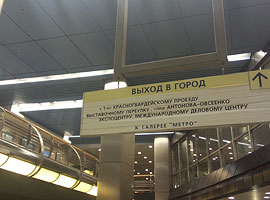 ВЫХОД В ГОРОД
с 1-му КРАСНОГВАРДЕЙСКОМУ ПРОЕЗДУ
ВЫСТАВОЧНОМУ ПЕРЕУЛКУ, улице АНТОНОВА-ОВСЕЕНКО
ЭКСПОЦЕНТРУ, МЕЖДУНАРОДНОМУ ДЕЛОВОМУ ЦЕНТРУ
К ГАЛЕРЕЕ "МЕТРО"